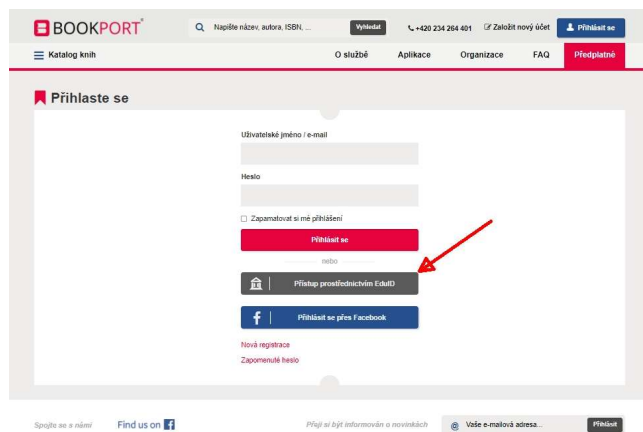 BOOKPORT
Napište název, autora, ISBN, ...
Vyhledat
+420 234 264 401
Založit nový účet
Přihlásit se
Katalog knih
O službě
Aplikace
Organizace
FAQ
Předplatné
Přihlaste se
Uživatelské jméno / e-mail
Heslo
Zapamatovat si mé přihlášení
Přihlásit se
nebo
Přístup prostřednictvím EduID
Přihlásit se přes Facebook
Nová registrace
Zapomenuté heslo
Spojte se s námi
Find us on
Přeji si být informován o novinkách
Vaše e-mailová adresa...
Přihlásit